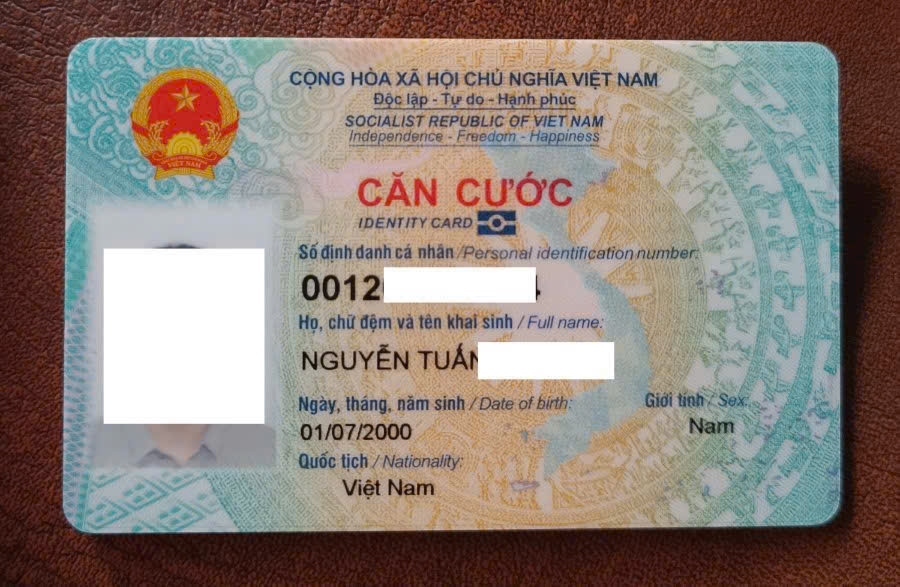 CỘNG HÒA XÃ HỘI CHỦ NGHĨA VIỆT NAM
Độc lập - Tự do - Hạnh phúc
SOCIALIST REPUBLIC OF VIET NAM
Independence - Freedom - Happiness
VIỆT NAM
CĂN CƯỚC
IDENTITY CARD
Số định danh cá nhân / Personal identification number:
0012
Họ, chữ đệm và tên khai sinh / Full name:
NGUYỄN TUẤN
Ngày, tháng, năm sinh / Date of birth:
01/07/2000
Giới tính / Sex:
Nam
Quốc tịch / Nationality:
Việt Nam